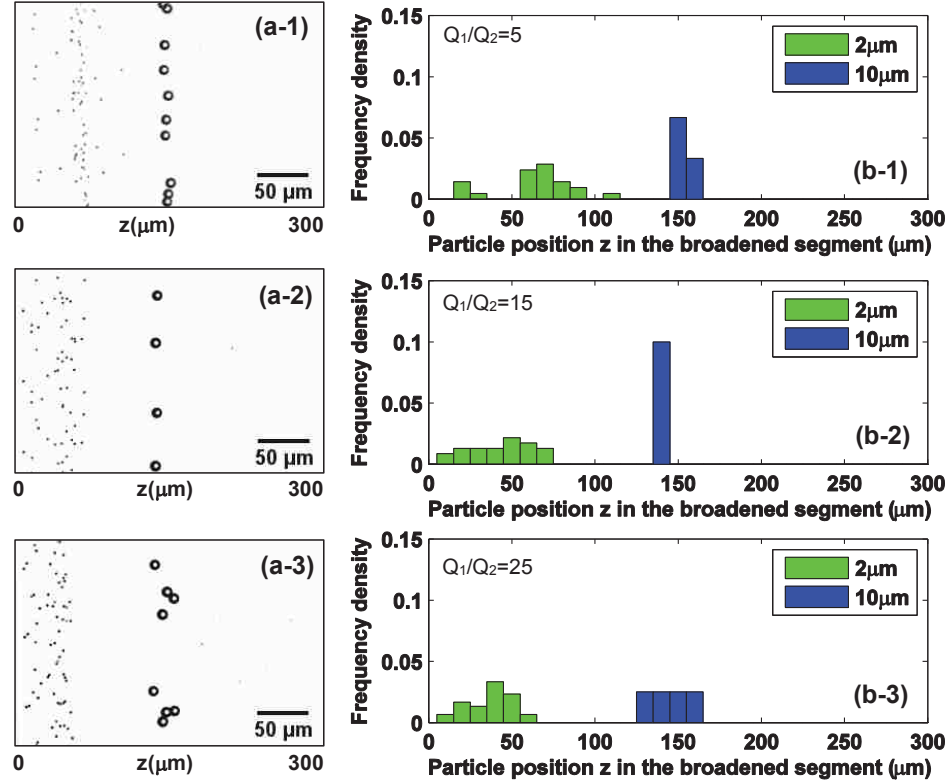 (a-1)
50 μm
0
z(μm)
300
Frequency density
0.15
0.1
0.05
0
Q₁/Q₂=5
2μm
10μm
(b-1)
0 50 100 150 200 250 300
Particle position z in the broadened segment (μm)
(a-2)
50 μm
0
z(μm)
300
Frequency density
0.15
0.1
0.05
0
Q₁/Q₂=15
2μm
10μm
(b-2)
0 50 100 150 200 250 300
Particle position z in the broadened segment (μm)
(a-3)
50 μm
0
z(μm)
300
Frequency density
0.15
0.1
0.05
0
Q₁/Q₂=25
2μm
10μm
(b-3)
0 50 100 150 200 250 300
Particle position z in the broadened segment (μm)